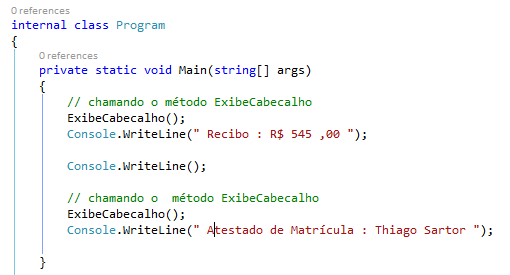 0 references
internal class Program
{
0 references
private static void Main(string[] args)
{
// chamando o método ExibeCabecalho
ExibeCabecalho();
Console.WriteLine(" Recibo : R$ 545 ,00 ");
Console.WriteLine();
// chamando o  método ExibeCabecalho
ExibeCabecalho();
Console.WriteLine(" Atestado de Matrícula : Thiago Sartor ");
}